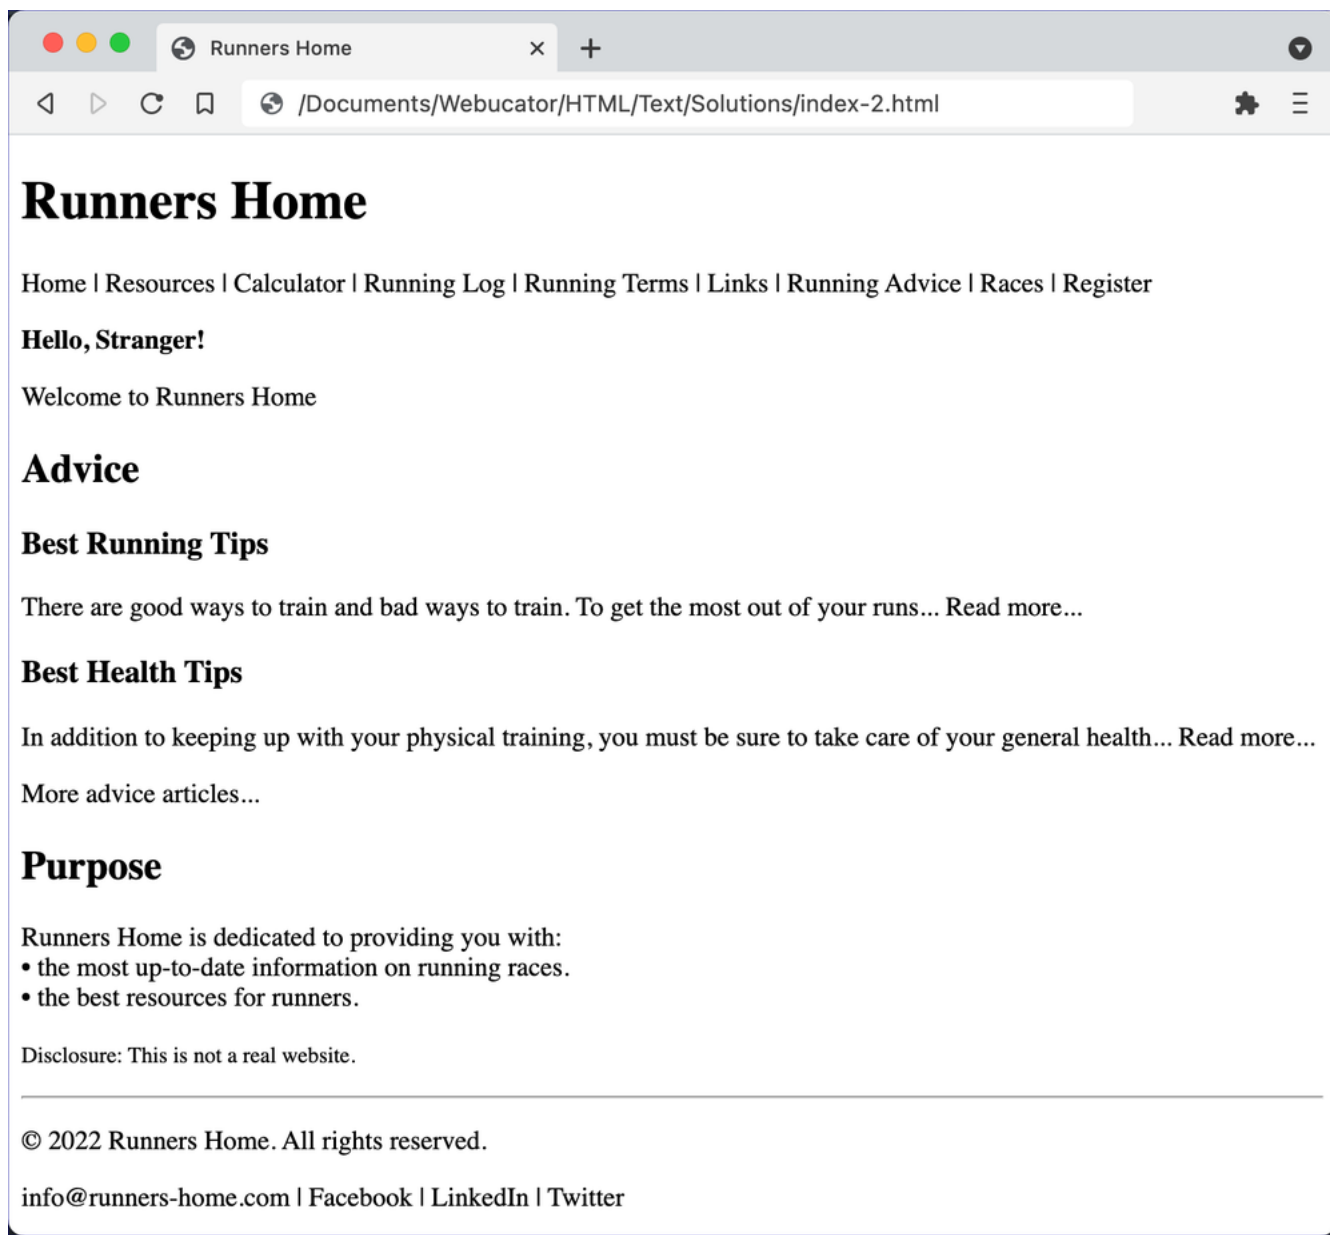 Runners Home
/Documents/Webucator/HTML/Text/Solutions/index-2.html
Runners Home
Home | Resources | Calculator | Running Log | Running Terms | Links | Running Advice | Races | Register
Hello, Stranger!
Welcome to Runners Home
Advice
Best Running Tips
There are good ways to train and bad ways to train. To get the most out of your runs... Read more...
Best Health Tips
In addition to keeping up with your physical training, you must be sure to take care of your general health... Read more...
More advice articles...
Purpose
Runners Home is dedicated to providing you with:
• the most up-to-date information on running races.
• the best resources for runners.
Disclosure: This is not a real website.
© 2022 Runners Home. All rights reserved.
info@runners-home.com | Facebook | LinkedIn | Twitter